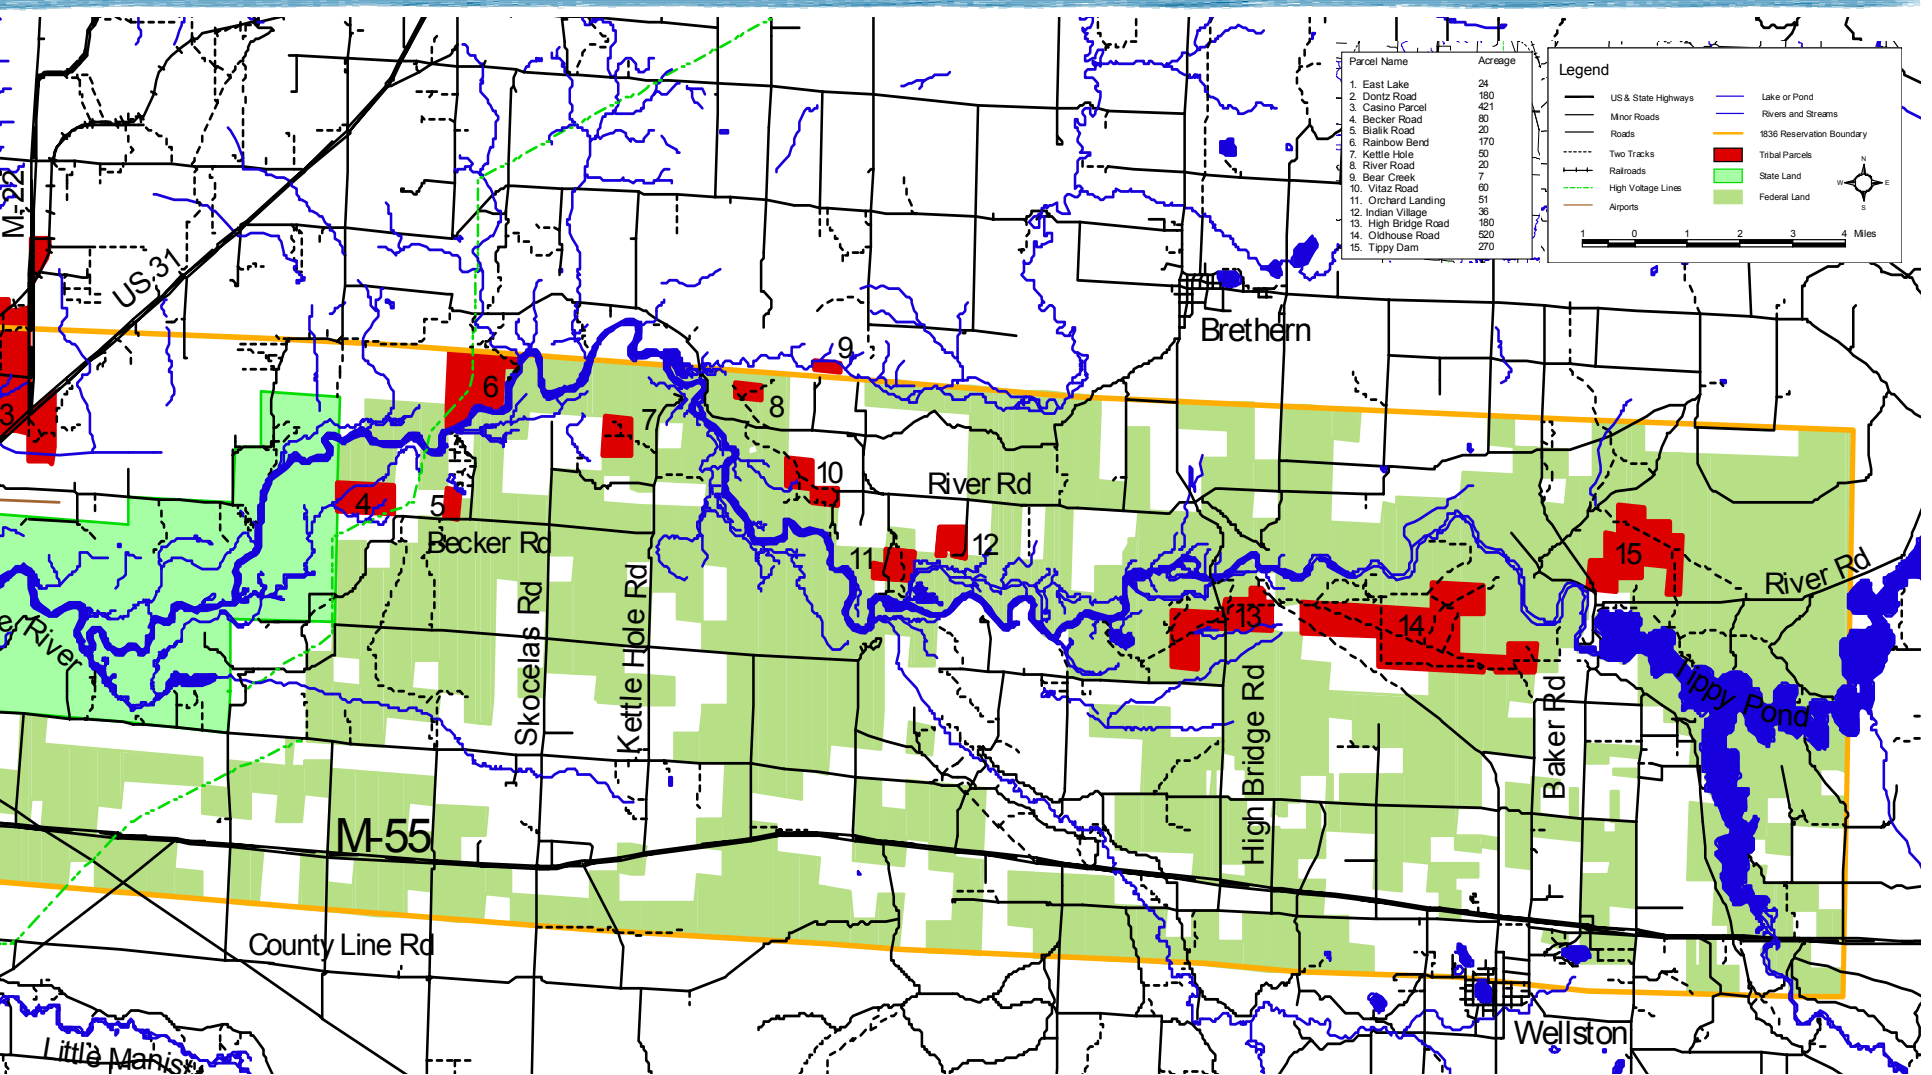 Parcel Name Acreage
1. East Lake 24
2. Dontz Road 180
3. Casino Parcel 421
4. Becker Road 80
5. Bialik Road 20
6. Rainbow Bend 170
7. Kettle Hole 50
8. River Road 20
9. Bear Creek 7
10. Vitaz Road 60
11. Orchard Landing 51
12. Indian Village 36
13. High Bridge Road 180
14. Oldhouse Road 520
15. Tippy Dam 270
Legend
US & State Highways
Minor Roads
Roads
Two Tracks
Railroads
High Voltage Lines
Airports
Lake or Pond
Rivers and Streams
1836 Reservation Boundary
Tribal Parcels
State Land
Federal Land
N
W E
S
1 0 1 2 3 4 Miles
M-22
US 31
Brethern
9
6
8
7
3
10
River Rd
4
5
Becker Rd
11
12
15
River Rd
Skocelas Rd
Kettle Hole Rd
13
14
er River
Tippy Pond
High Bridge Rd
Baker Rd
M-55
County Line Rd
Wellston
Little Manist